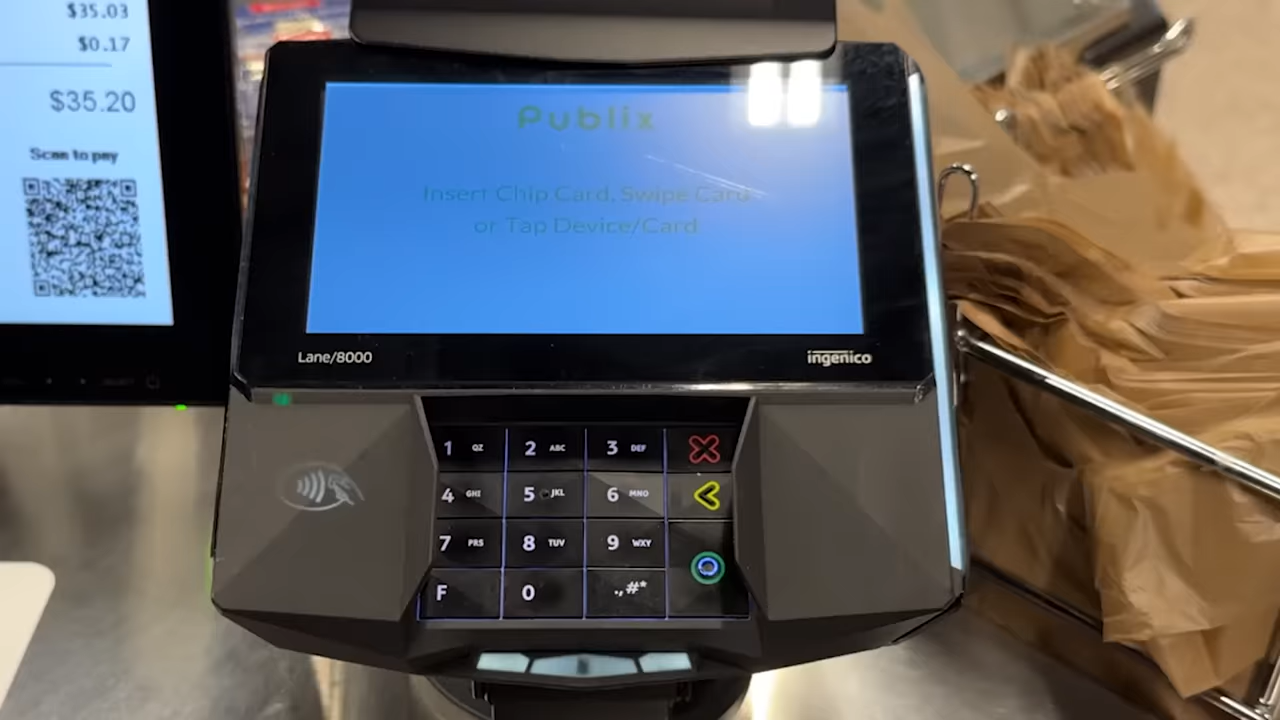 $35.03
$0.17
$35.20
Scan to pay
Publix
Insert Chip Card, Swipe Card
or Tap Device/Card
Lane/8000
ingenico
1 QZ 2 ABC 3 DEF
4 GHI 5 JKL 6 MNO
7 PRS 8 TUV 9 WXY
F 0 .,#*